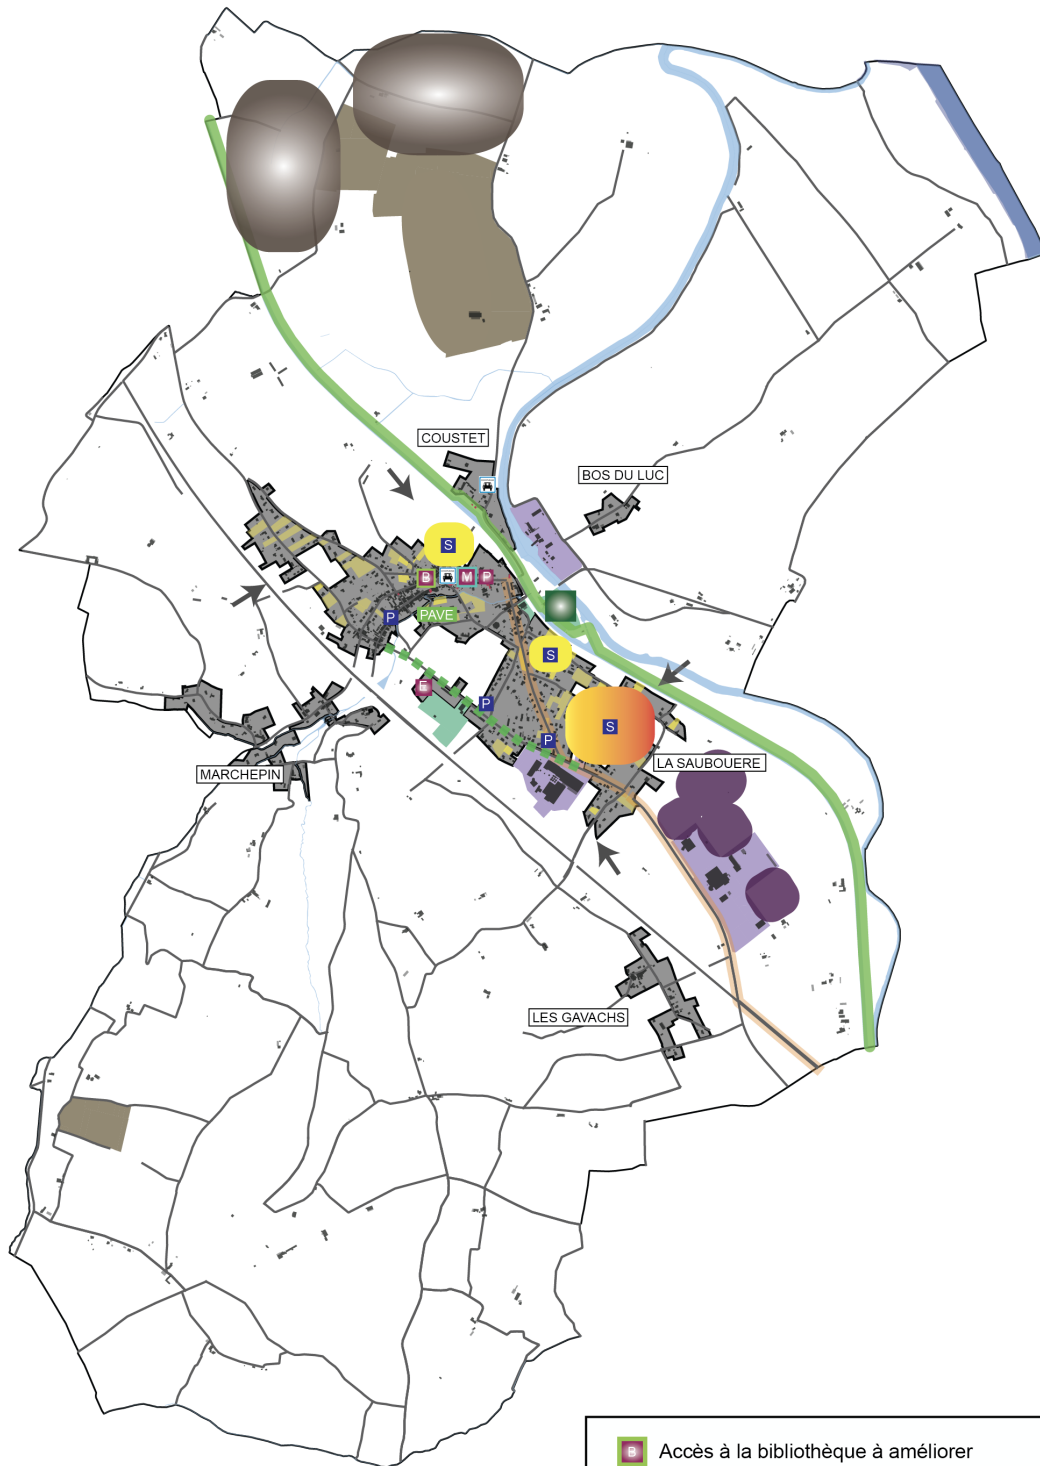 COUSTET
BOS DU LUC
S
B M P
P
PAVE
S
E
P
S
P
LA SAUBOUERE
MARCHEPIN
LES GAVACHS
B Accès à la bibliothèque à améliorer